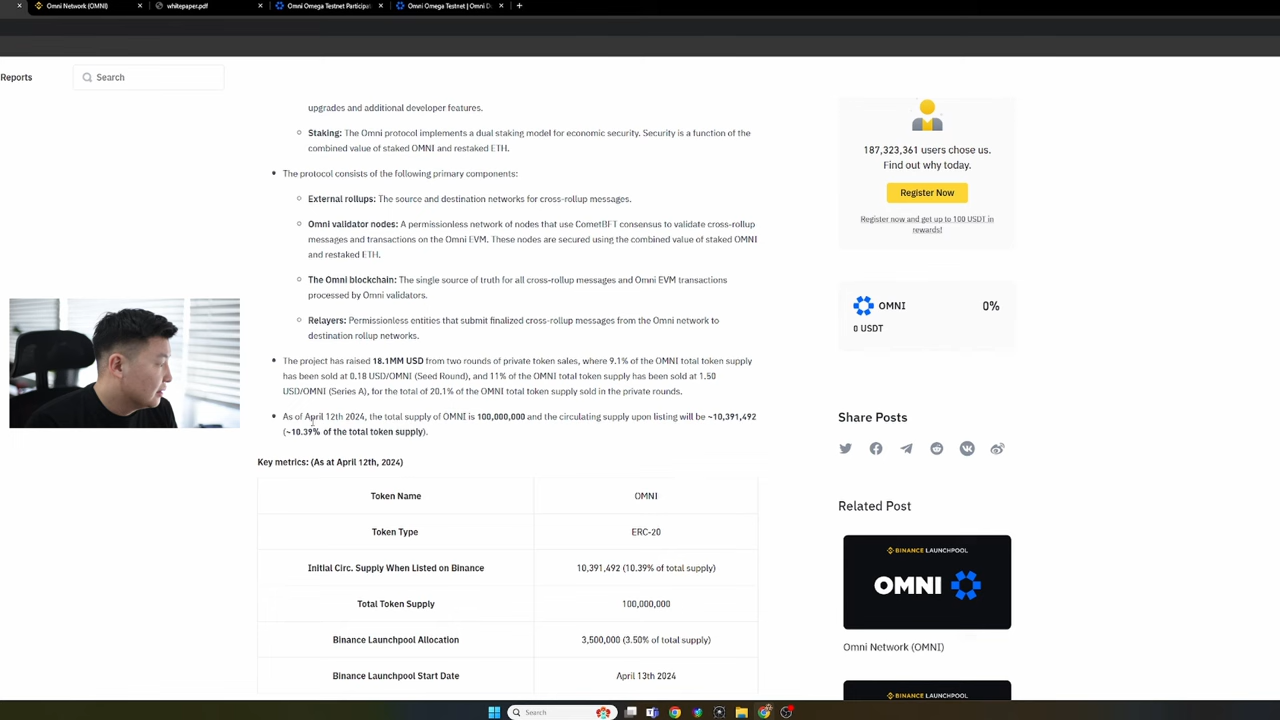 Omni Network (OMNI)
whitepaper.pdf
Omni Omega Testnet Participat
Omni Omega Testnet | Omni D
Reports
Search
upgrades and additional developer features.
Staking: The Omni protocol implements a dual staking model for economic security. Security is a function of the
combined value of staked OMNI and restaked ETH.
The protocol consists of the following primary components:
External rollups: The source and destination networks for cross-rollup messages.
Omni validator nodes: A permissionless network of nodes that use CometBFT consensus to validate cross-rollup
messages and transactions on the Omni EVM. These nodes are secured using the combined value of staked OMNI
and restaked ETH.
The Omni blockchain: The single source of truth for all cross-rollup messages and Omni EVM transactions
processed by Omni validators.
Relayers: Permissionless entities that submit finalized cross-rollup messages from the Omni network to
destination rollup networks.
The project has raised 18.1MM USD from two rounds of private token sales, where 9.1% of the OMNI total token supply
has been sold at 0.18 USD/OMNI (Seed Round), and 11% of the OMNI total token supply has been sold at 1.50
USD/OMNI (Series A), for the total of 20.1% of the OMNI total token supply sold in the private rounds.
As of April 12th 2024, the total supply of OMNI is 100,000,000 and the circulating supply upon listing will be ~10,391,492
(~10.39% of the total token supply).
Key metrics: (As at April 12th, 2024)
Token Name OMNI
Token Type ERC-20
Initial Circ. Supply When Listed on Binance 10,391,492 (10.39% of total supply)
Total Token Supply 100,000,000
Binance Launchpool Allocation 3,500,000 (3.50% of total supply)
Binance Launchpool Start Date April 13th 2024
187,323,361 users chose us.
Find out why today.
Register Now
Register now and get up to 100 USDT in
rewards!
OMNI 0%
0 USDT
Share Posts
Related Post
BINANCE LAUNCHPOOL
OMNI
Omni Network (OMNI)
BINANCE LAUNCHPOOL
Search